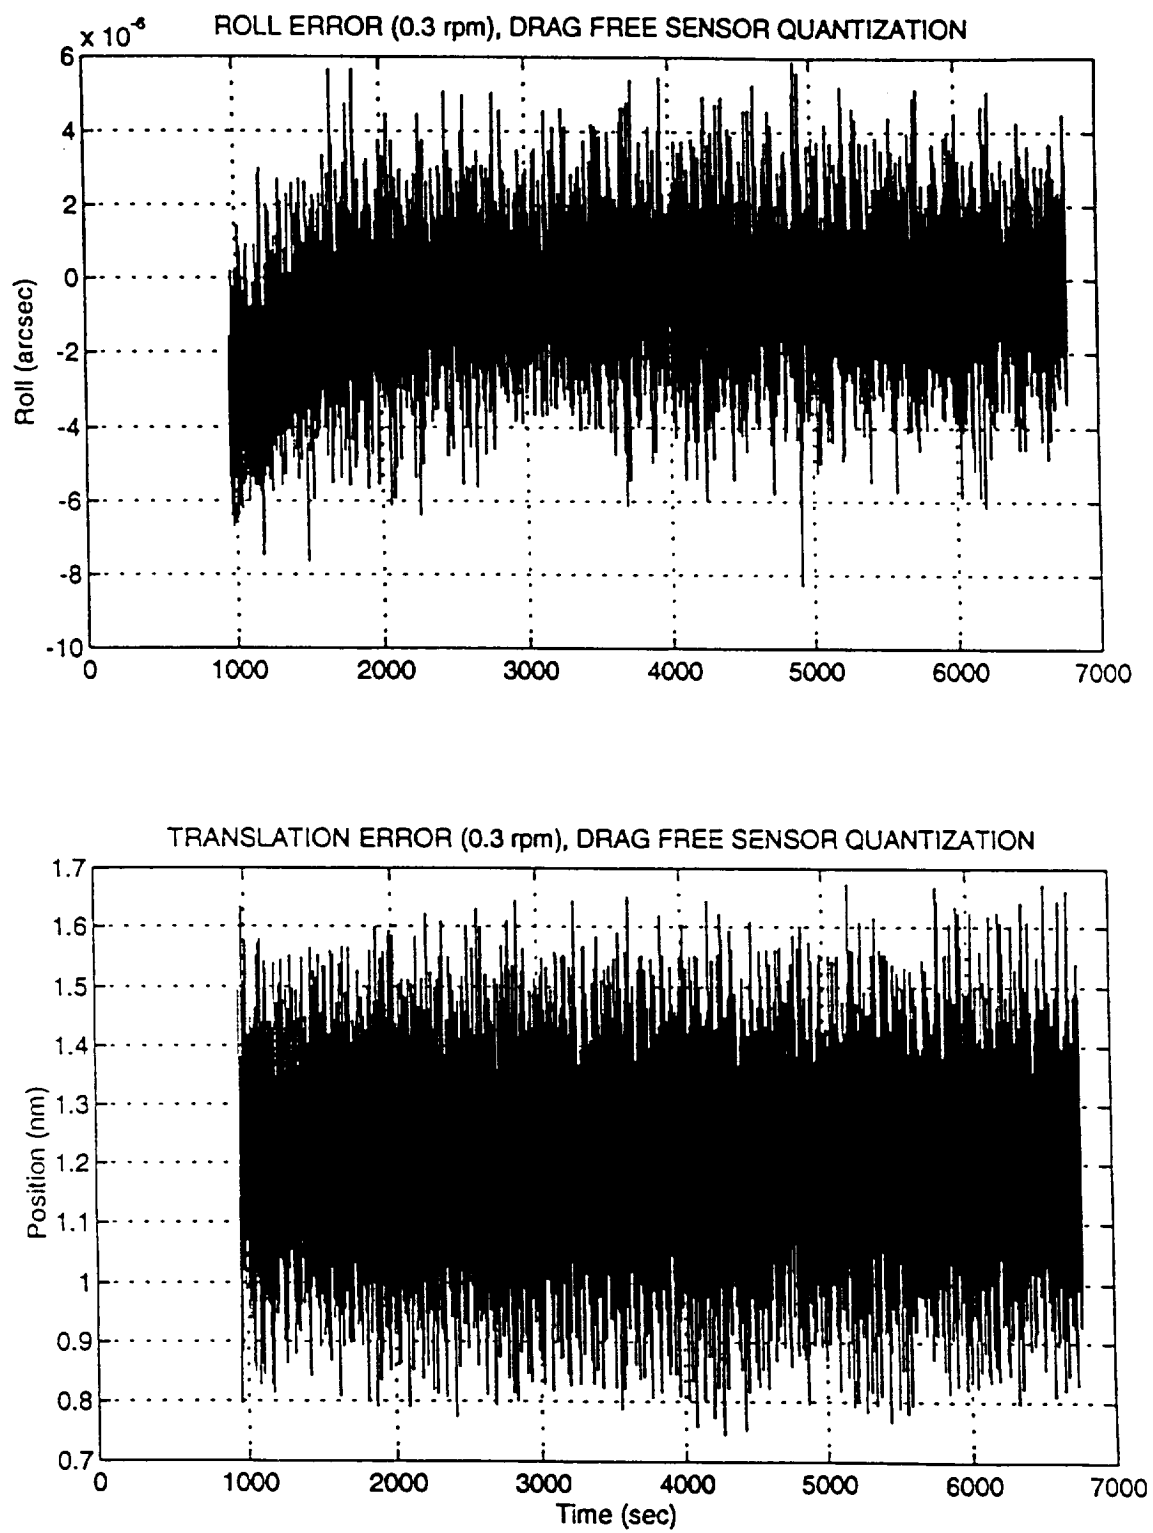 ROLL ERROR (0.3 rpm), DRAG FREE SENSOR QUANTIZATION
x 10⁻⁶
6
4
2
0
-2
-4
-6
-8
-10
Roll (arcsec)
0 1000 2000 3000 4000 5000 6000 7000
TRANSLATION ERROR (0.3 rpm), DRAG FREE SENSOR QUANTIZATION
1.7
1.6
1.5
1.4
1.3
1.2
1.1
1
0.9
0.8
0.7
Position (nm)
0 1000 2000 3000 4000 5000 6000 7000
Time (sec)